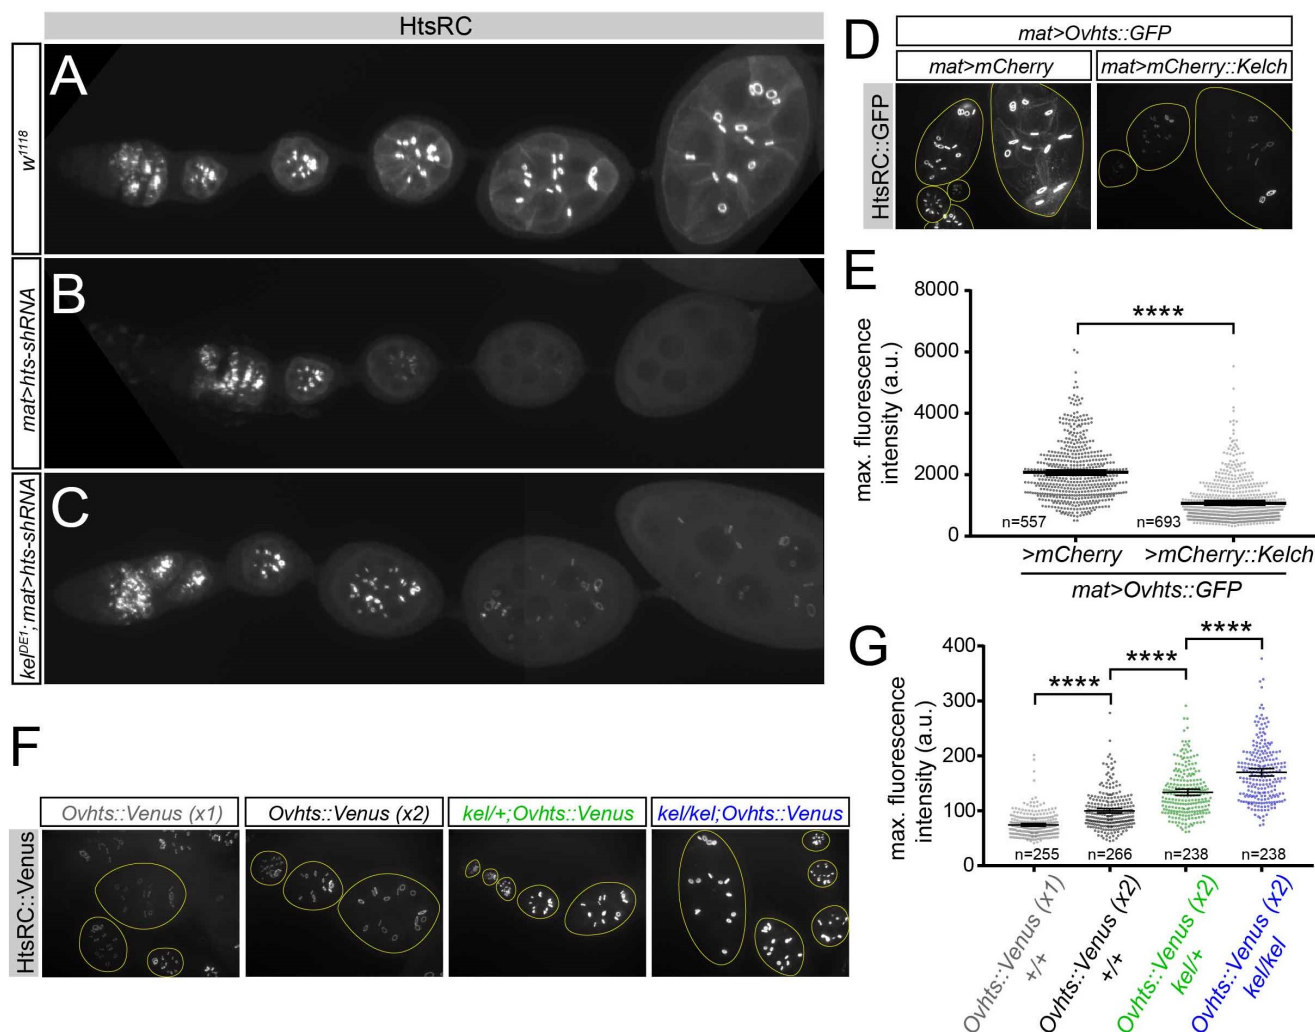 HtsRC
A
w1118
B
mat>hts-shRNA
C
kelDE1; mat>hts-shRNA
D
mat>Ovhts::GFP
mat>mCherry
mat>mCherry::Kelch
HtsRC::GFP
E
max. fluorescence
intensity (a.u.)
8000
6000
4000
2000
0
****
n=557
n=693
>mCherry
>mCherry::Kelch
mat>Ovhts::GFP
F
Ovhts::Venus (x1)
Ovhts::Venus (x2)
kel/+;Ovhts::Venus
kel/kel;Ovhts::Venus
HtsRC::Venus
G
max. fluorescence
intensity (a.u.)
400
300
200
100
0
****
****
****
n=255
n=266
n=238
n=238
Ovhts::Venus (x1)
+/+
Ovhts::Venus (x2)
+/+
Ovhts::Venus (x2)
kel/+
Ovhts::Venus (x2)
kel/kel